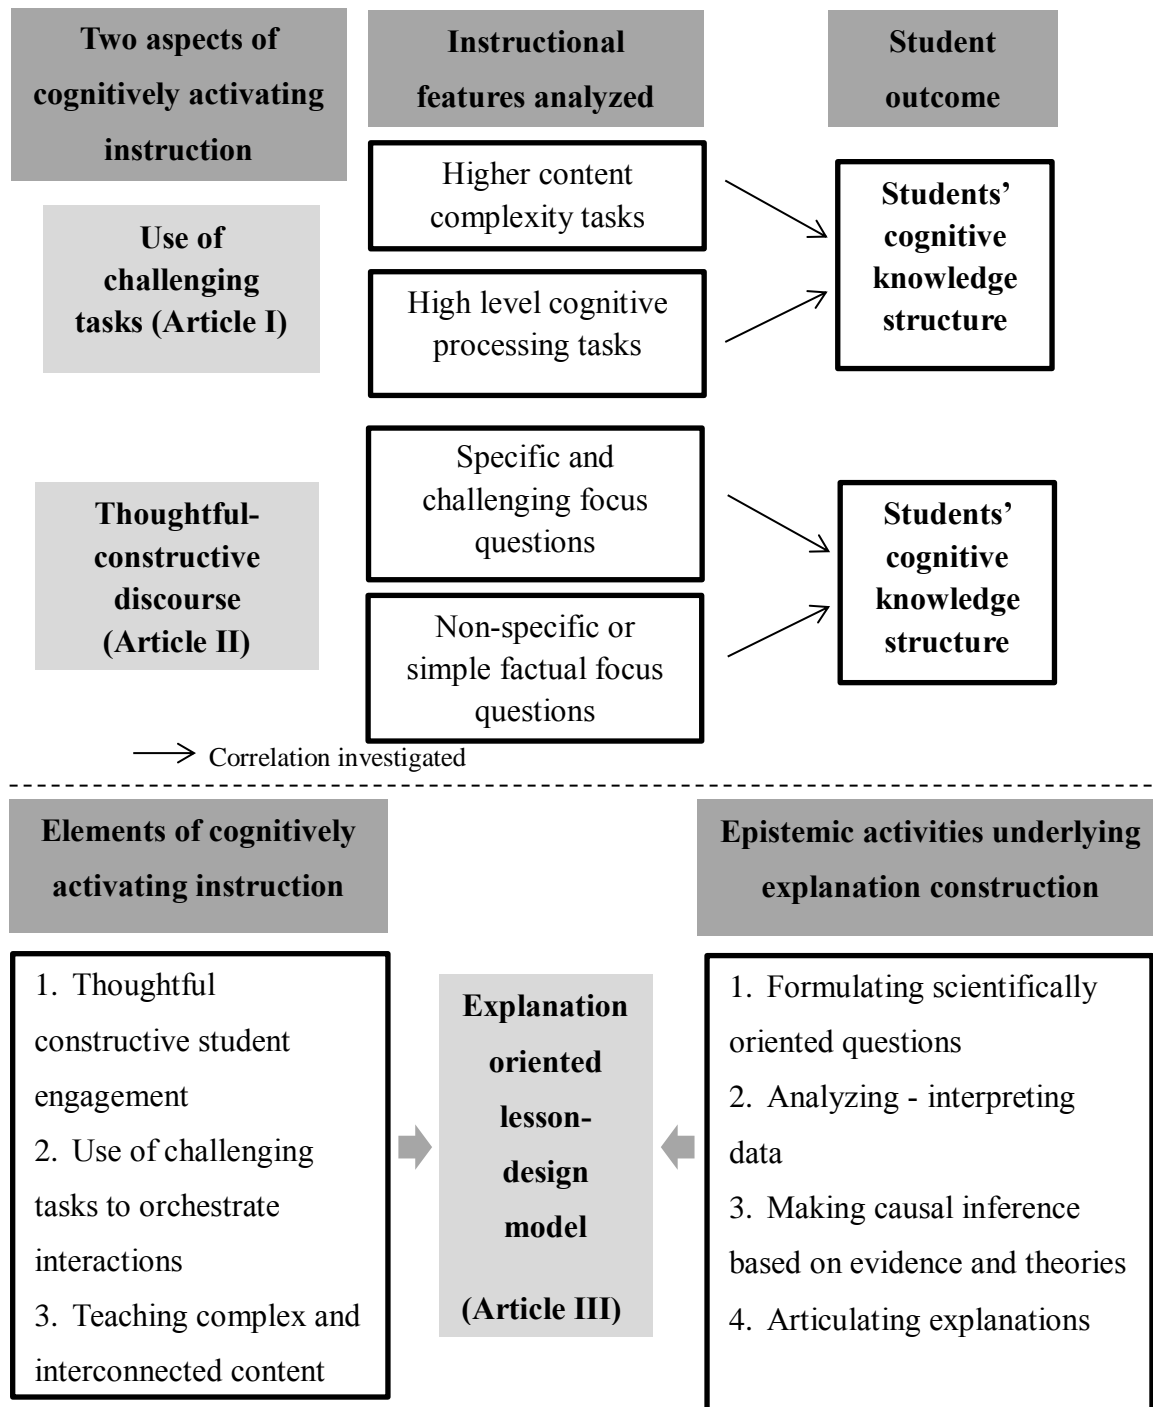 Two aspects of
cognitively activating
instruction
Instructional
features analyzed
Student
outcome
Use of
challenging
tasks (Article I)
Higher content
complexity tasks
High level cognitive
processing tasks
Students’
cognitive
knowledge
structure
Thoughtful-
constructive
discourse
(Article II)
Specific and
challenging focus
questions
Non-specific or
simple factual focus
questions
Students’
cognitive
knowledge
structure
Correlation investigated
Elements of cognitively
activating instruction
Epistemic activities underlying
explanation construction
1. Thoughtful
constructive student
engagement
2. Use of challenging
tasks to orchestrate
interactions
3. Teaching complex and
interconnected content
Explanation
oriented
lesson-
design
model
(Article III)
1. Formulating scientifically
oriented questions
2. Analyzing - interpreting
data
3. Making causal inference
based on evidence and theories
4. Articulating explanations